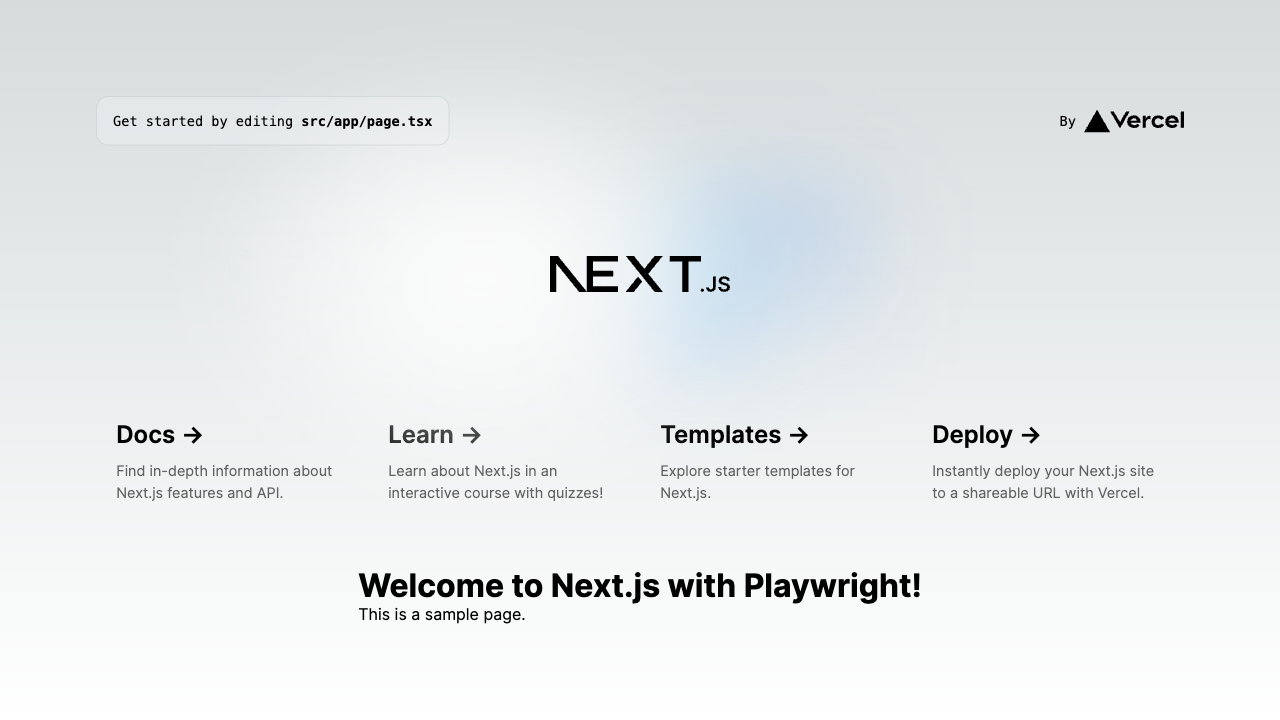 Get started by editing src/app/page.tsx
By Vercel
NEXT.JS
Docs →
Find in-depth information about
Next.js features and API.
Learn →
Learn about Next.js in an
interactive course with quizzes!
Templates →
Explore starter templates for
Next.js.
Deploy →
Instantly deploy your Next.js site
to a shareable URL with Vercel.
Welcome to Next.js with Playwright!
This is a sample page.